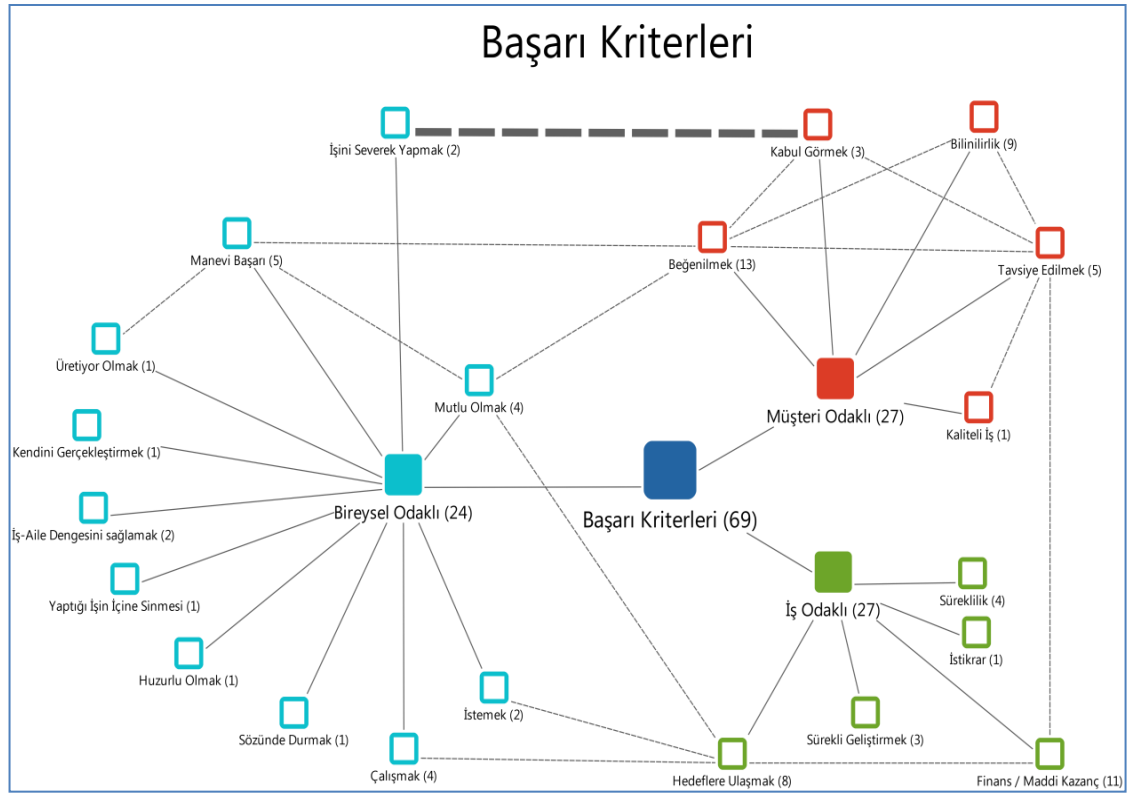 Başarı Kriterleri
İşini Severek Yapmak (2)
Kabul Görmek (3)
Bilinilirlik (9)
Manevi Başarı (5)
Beğenilmek (13)
Tavsiye Edilmek (5)
Üretiyor Olmak (1)
Mutlu Olmak (4)
Müşteri Odaklı (27)
Kaliteli İş (1)
Kendini Gerçekleştirmek (1)
Bireysel Odaklı (24)
Başarı Kriterleri (69)
İş-Aile Dengesini sağlamak (2)
Yaptığı İşin İçine Sinmesi (1)
İş Odaklı (27)
Süreklilik (4)
İstikrar (1)
Huzurlu Olmak (1)
İstemek (2)
Sözünde Durmak (1)
Sürekli Geliştirmek (3)
Çalışmak (4)
Hedeflere Ulaşmak (8)
Finans / Maddi Kazanç (11)